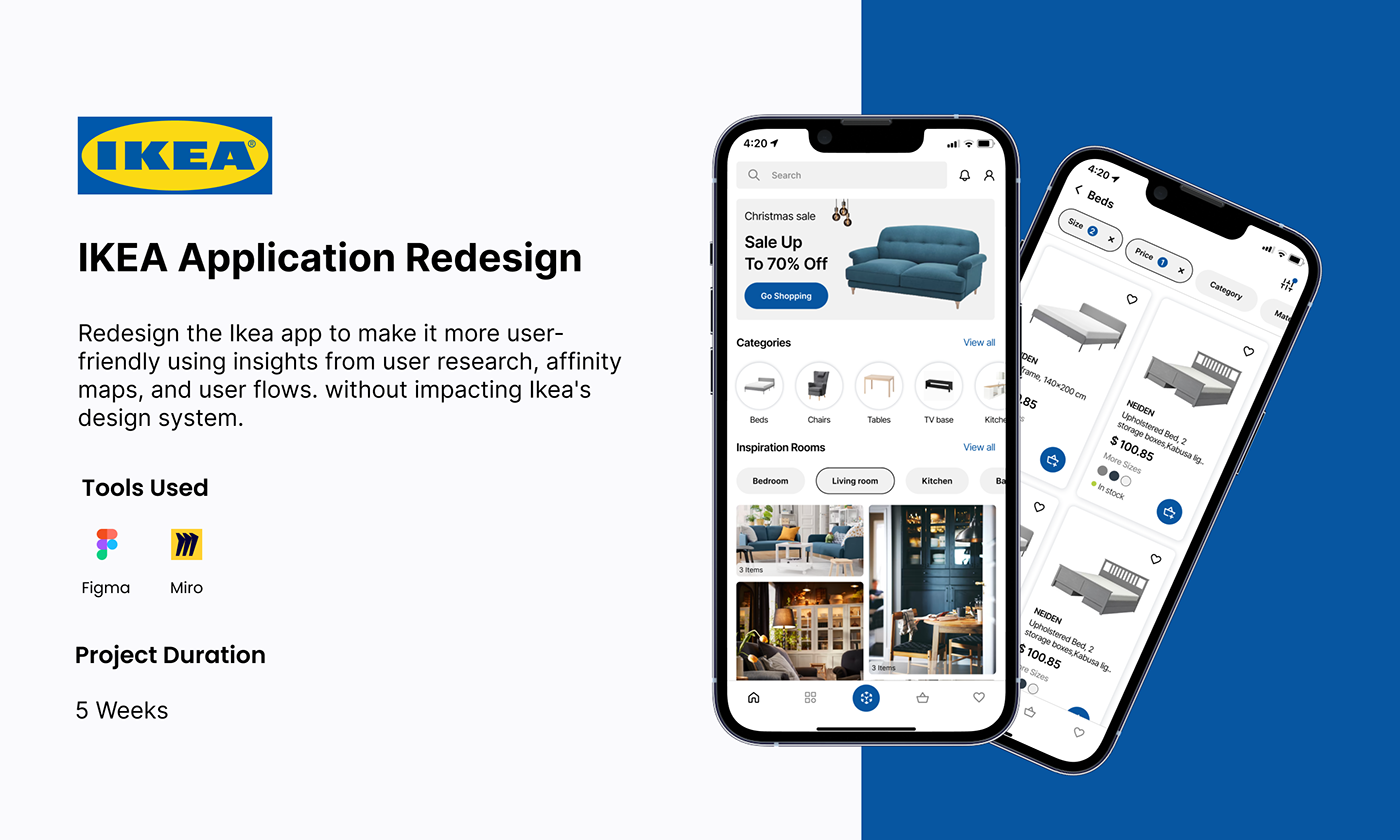 IKEA®
IKEA Application Redesign
Redesign the Ikea app to make it more user-
friendly using insights from user research, affinity
maps, and user flows. without impacting Ikea's
design system.
Tools Used
Figma
Miro
Project Duration
5 Weeks
4:20
Search
Christmas sale
Sale Up
To 70% Off
Go Shopping
Categories
View all
Beds
Chairs
Tables
TV base
Kitche
Inspiration Rooms
View all
Bedroom
Living room
Kitchen
Ba
3 Items
3 Items
4:20
Beds
Size 2
Price 1
Category
Mate
IDEN
frame, 140×200 cm
0.85
NEIDEN
Upholstered Bed, 2
storage boxes,Kabusa lig..
$ 100.85
More Sizes
In stock
NEIDEN
Upholstered Bed, 2
storage boxes,Kabusa lig..
$ 100.85
re Sizes